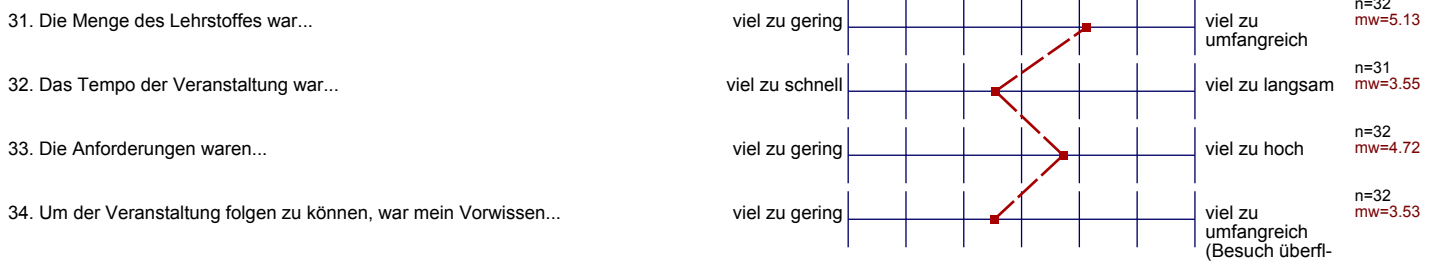 31. Die Menge des Lehrstoffes war... viel zu gering viel zu umfangreich n=32 mw=5.13
32. Das Tempo der Veranstaltung war... viel zu schnell viel zu langsam n=31 mw=3.55
33. Die Anforderungen waren... viel zu gering viel zu hoch n=32 mw=4.72
34. Um der Veranstaltung folgen zu können, war mein Vorwissen... viel zu gering viel zu umfangreich (Besuch überfl- n=32 mw=3.53